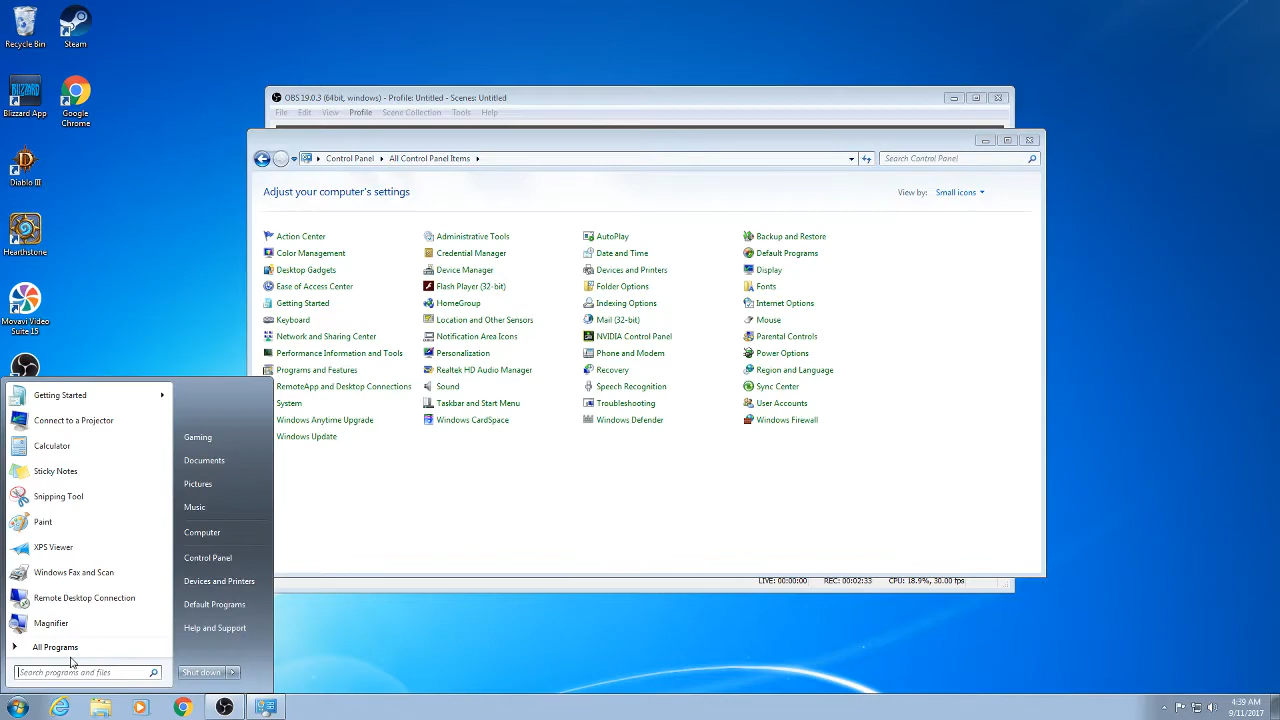 Recycle Bin
Steam
Blizzard App
Google
Chrome
Diablo III
Hearthstone
Movavi Video
Suite 15
OBS 19.0.3 (64bit, windows) - Profile: Untitled - Scenes: Untitled
File Edit View Profile Scene Collection Tools Help
Control Panel All Control Panel Items Search Control Panel
Adjust your computer's settings View by: Small icons
Action Center Administrative Tools AutoPlay Backup and Restore
Color Management Credential Manager Date and Time Default Programs
Desktop Gadgets Device Manager Devices and Printers Display
Ease of Access Center Flash Player (32-bit) Folder Options Fonts
Getting Started HomeGroup Indexing Options Internet Options
Keyboard Location and Other Sensors Mail (32-bit) Mouse
Network and Sharing Center Notification Area Icons NVIDIA Control Panel Parental Controls
Performance Information and Tools Personalization Phone and Modem Power Options
Programs and Features Realtek HD Audio Manager Recovery Region and Language
RemoteApp and Desktop Connections Sound Speech Recognition Sync Center
System Taskbar and Start Menu Troubleshooting User Accounts
Windows Anytime Upgrade Windows CardSpace Windows Defender Windows Firewall
Windows Update
LIVE: 00:00:00 REC: 00:02:33 CPU: 18.9%, 30.00 fps
Getting Started
Connect to a Projector
Calculator
Sticky Notes
Snipping Tool
Paint
XPS Viewer
Windows Fax and Scan
Remote Desktop Connection
Magnifier
All Programs
Search programs and files
Gaming
Documents
Pictures
Music
Computer
Control Panel
Devices and Printers
Default Programs
Help and Support
Shut down
4:39 AM
9/11/2017